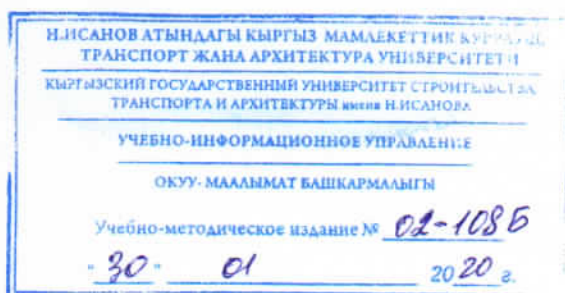 Н.ИСАНОВ АТЫНДАГЫ КЫРГЫЗ МАМЛЕКЕТТИК
ТРАНСПОРТ ЖАНА АРХИТЕКТУРА УНИВЕРСИТЕТИ
КЫРГЫЗСКИЙ ГОСУДАРСТВЕННЫЙ УНИВЕРСИТЕТ СТРОИТЕЛЬСТВА
ТРАНСПОРТА И АРХИТЕКТУРЫ имени Н.ИСАНОВА
УЧЕБНО-ИНФОРМАЦИОННОЕ УПРАВЛЕНИЕ
ОКУУ- МААЛЫМАТ БАШКАРМАЛЫГЫ
Учебно-методическое издание № 02-108Б
"30" 01 2020 г.